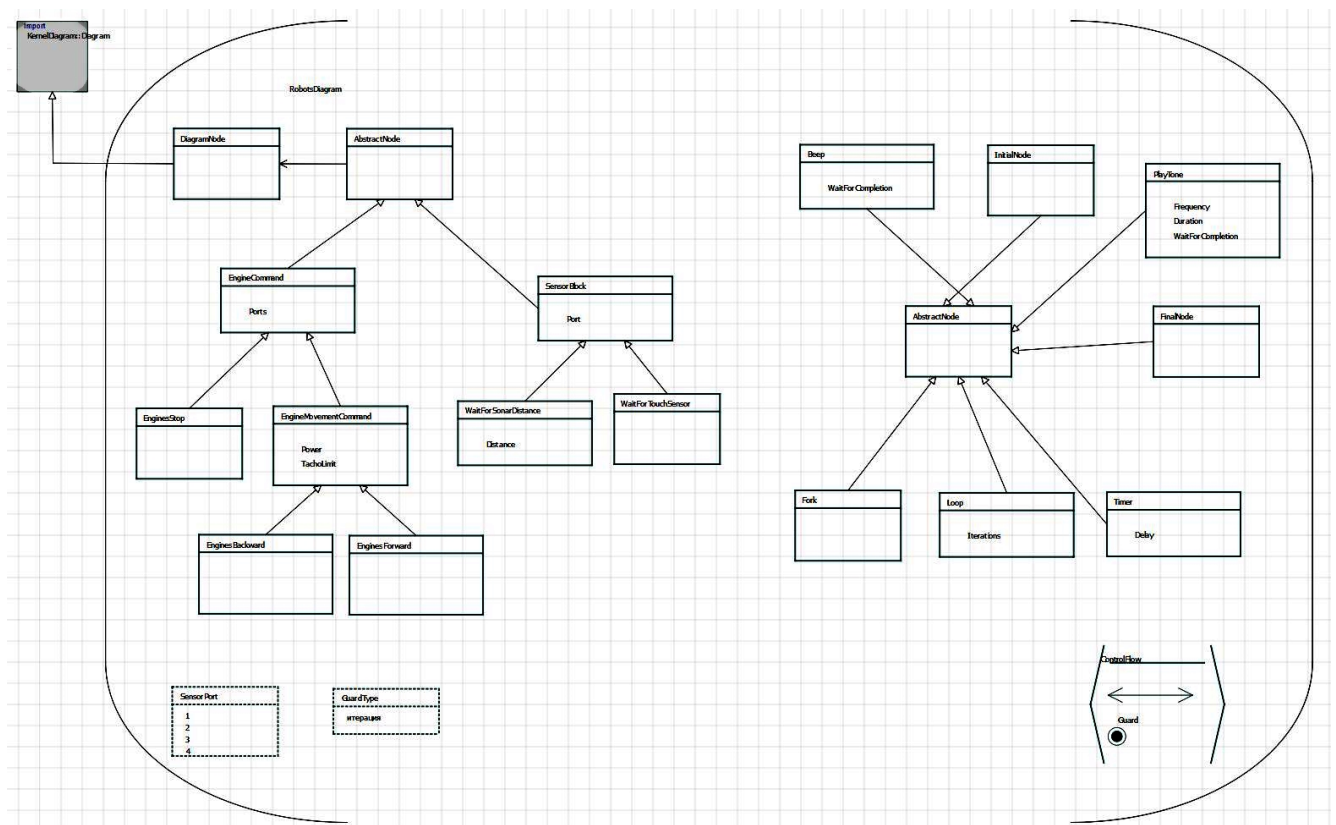 Import
KernelDiagram::Diagram
RobotsDiagram
DiagramNode
AbstractNode
EngineCommand
Ports
SensorBlock
Port
EnginesStop
EngineMovementCommand
Power
TachoLimit
WaitForSonarDistance
Distance
WaitForTouchSensor
EnginesBackward
EnginesForward
SensorPort
1
2
3
4
GuardType
итерация
Beep
WaitForCompletion
InitialNode
PlayTone
Frequency
Duration
WaitForCompletion
AbstractNode
FinalNode
Fork
Loop
Iterations
Timer
Delay
ControlFlow
Guard